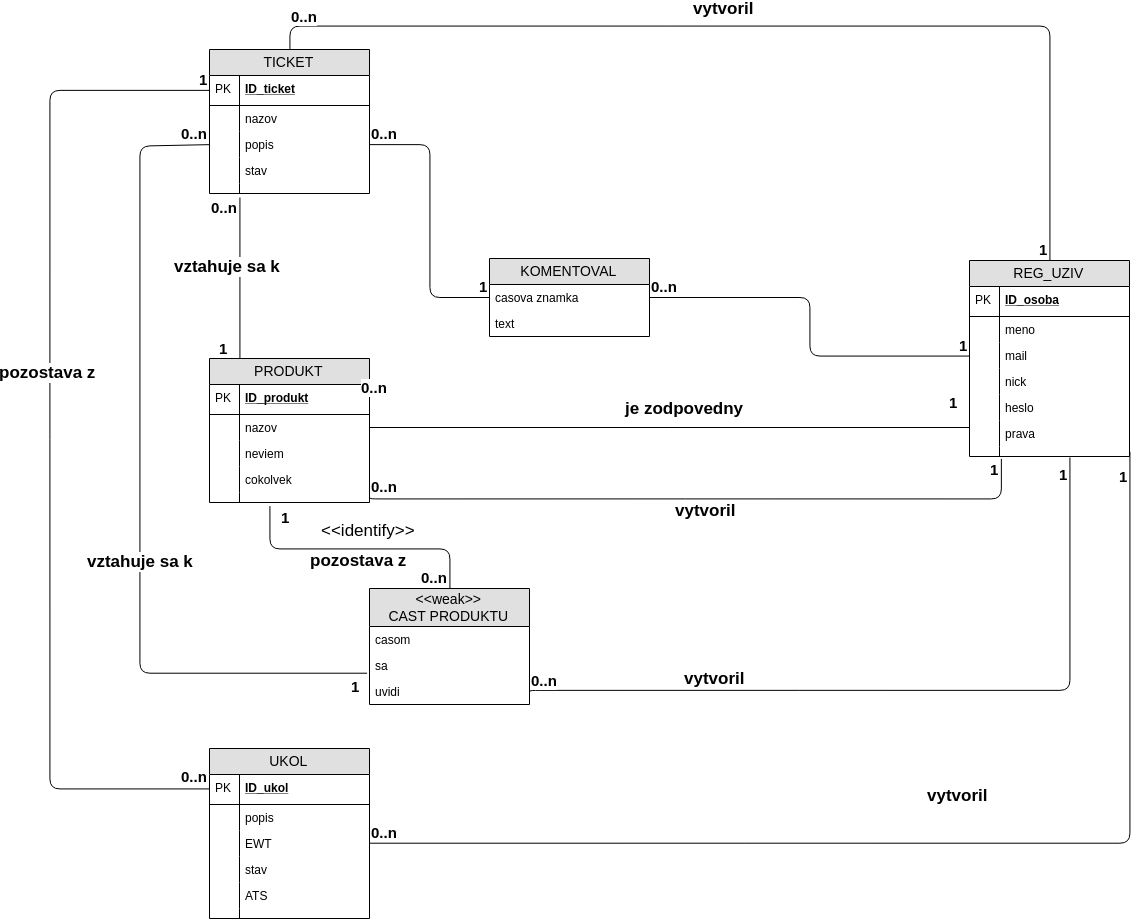 vytvoril
0..n
TICKET
1
PK ID_ticket
nazov
0..n
popis
0..n
stav
0..n
vztahuje sa k
1
KOMENTOVAL
REG_UZIV
1
casova znamka
0..n
PK ID_osoba
text
meno
1
1
mail
PRODUKT
pozostava z
nick
0..n
PK ID_produkt
1
heslo
je zodpovedny
nazov
prava
neviem
1
1
1
cokolvek
0..n
vytvoril
1
<<identify>>
pozostava z
vztahuje sa k
0..n
<<weak>>
CAST PRODUKTU
casom
sa
vytvoril
0..n
1
uvidi
UKOL
0..n
PK ID_ukol
vytvoril
popis
0..n
EWT
stav
ATS